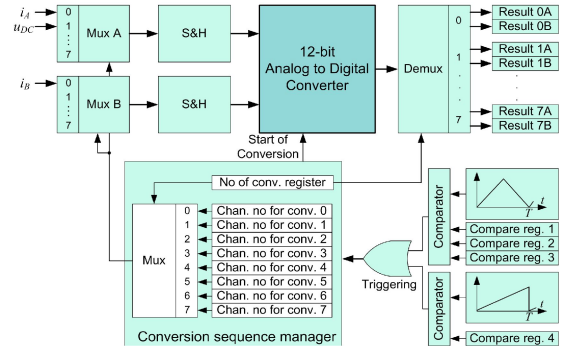 i_A
u_DC
0
1
7
Mux A
S&H
12-bit
Analog to Digital
Converter
Demux
0
1
7
Result 0A
Result 0B
Result 1A
Result 1B
Result 7A
Result 7B
i_B
0
1
7
Mux B
S&H
Start of
Conversion
No of conv. register
Mux
0 Chan. no for conv. 0
1 Chan. no for conv. 1
2 Chan. no for conv. 2
3 Chan. no for conv. 3
4 Chan. no for conv. 4
5 Chan. no for conv. 5
6 Chan. no for conv. 6
7 Chan. no for conv. 7
Conversion sequence manager
Triggering
Comparator
t
T
Compare reg. 1
Compare reg. 2
Compare reg. 3
Comparator
t
T
Compare reg. 4